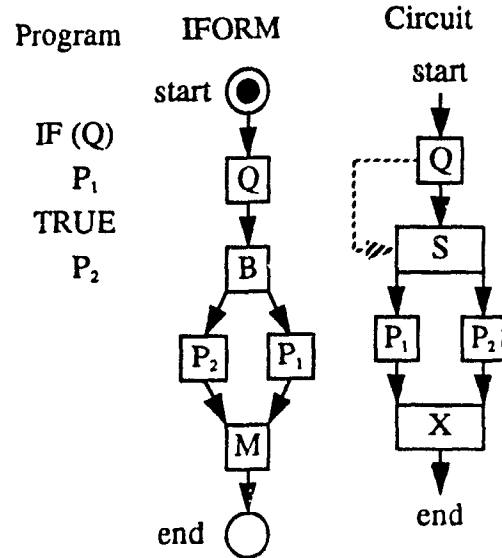 Program
IF (Q)
P₁
TRUE
P₂
IFORM
start
Q
B
P₂ P₁
M
end
Circuit
start
Q
S
P₁ P₂
X
end